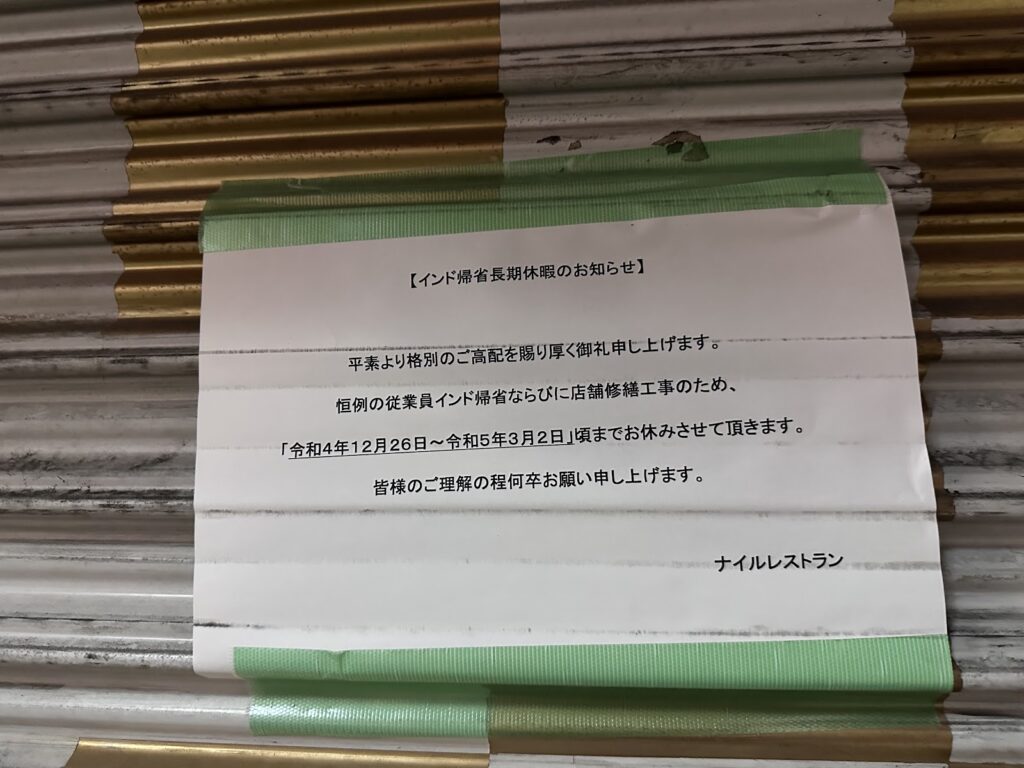 【インド帰省長期休暇のお知らせ】
平素より格別のご高配を賜り厚く御礼申し上げます。
恒例の従業員インド帰省ならびに店舗修繕工事のため、
「令和4年12月26日～令和5年3月2日」頃までお休みさせて頂きます。
皆様のご理解の程何卒お願い申し上げます。
ナイルレストラン